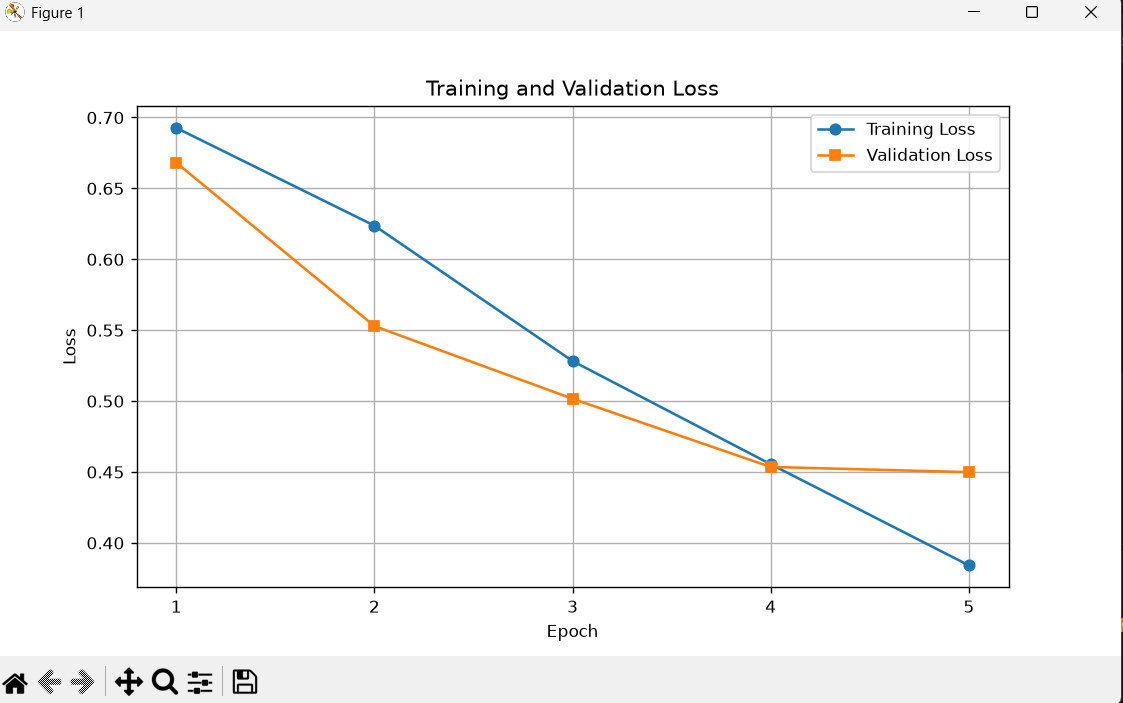 Figure 1
Training and Validation Loss
Training Loss
Validation Loss
Loss
0.70
0.65
0.60
0.55
0.50
0.45
0.40
1 2 3 4 5
Epoch